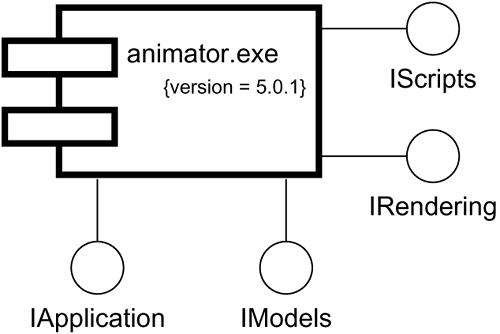 animator.exe
{version = 5.0.1}
IScripts
IRendering
IApplication
IModels